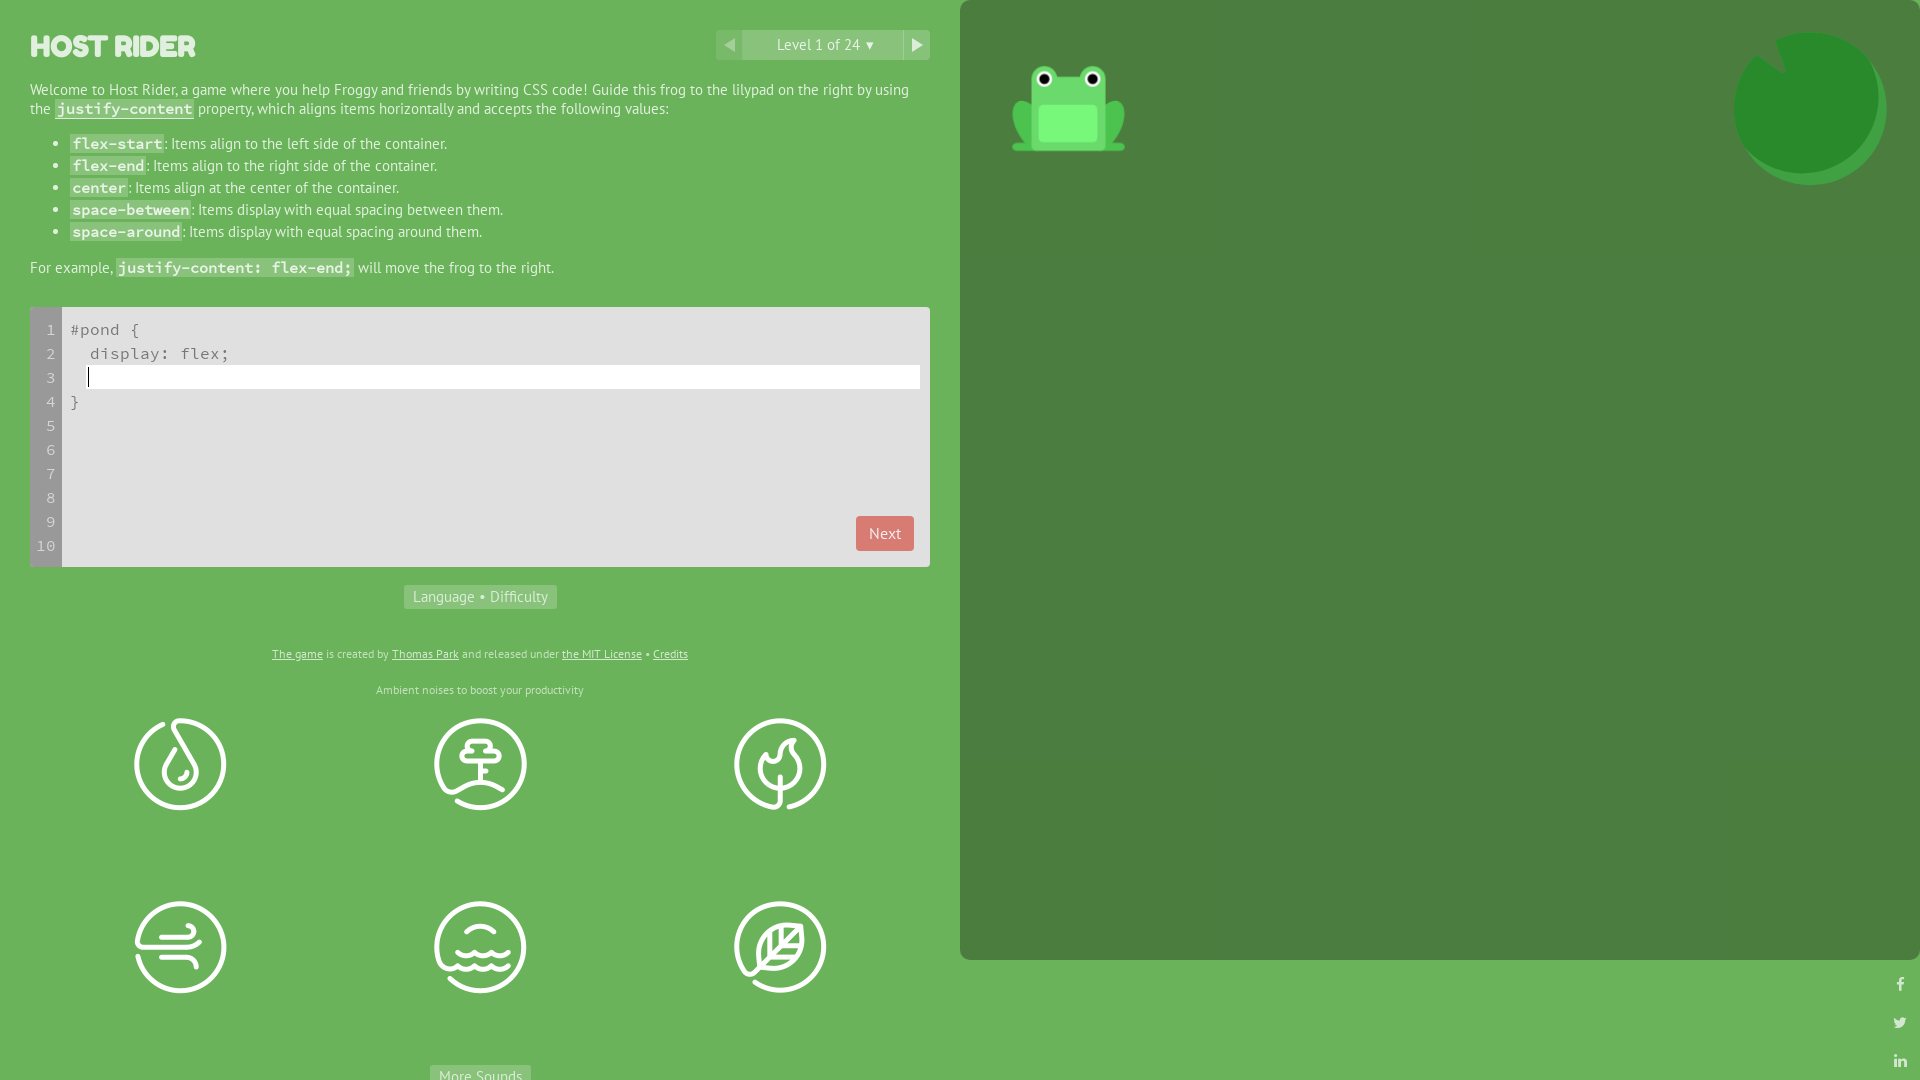 HOST RIDER
Level 1 of 24 ▼
Welcome to Host Rider, a game where you help Froggy and friends by writing CSS code! Guide this frog to the lilypad on the right by using
the justify-content property, which aligns items horizontally and accepts the following values:
• flex-start: Items align to the left side of the container.
• flex-end: Items align to the right side of the container.
• center: Items align at the center of the container.
• space-between: Items display with equal spacing between them.
• space-around: Items display with equal spacing around them.
For example, justify-content: flex-end; will move the frog to the right.
1 #pond {
2 display: flex;
3
4 }
5
6
7
8
9
10
Next
Language • Difficulty
The game is created by Thomas Park and released under the MIT License • Credits
Ambient noises to boost your productivity
More Sounds